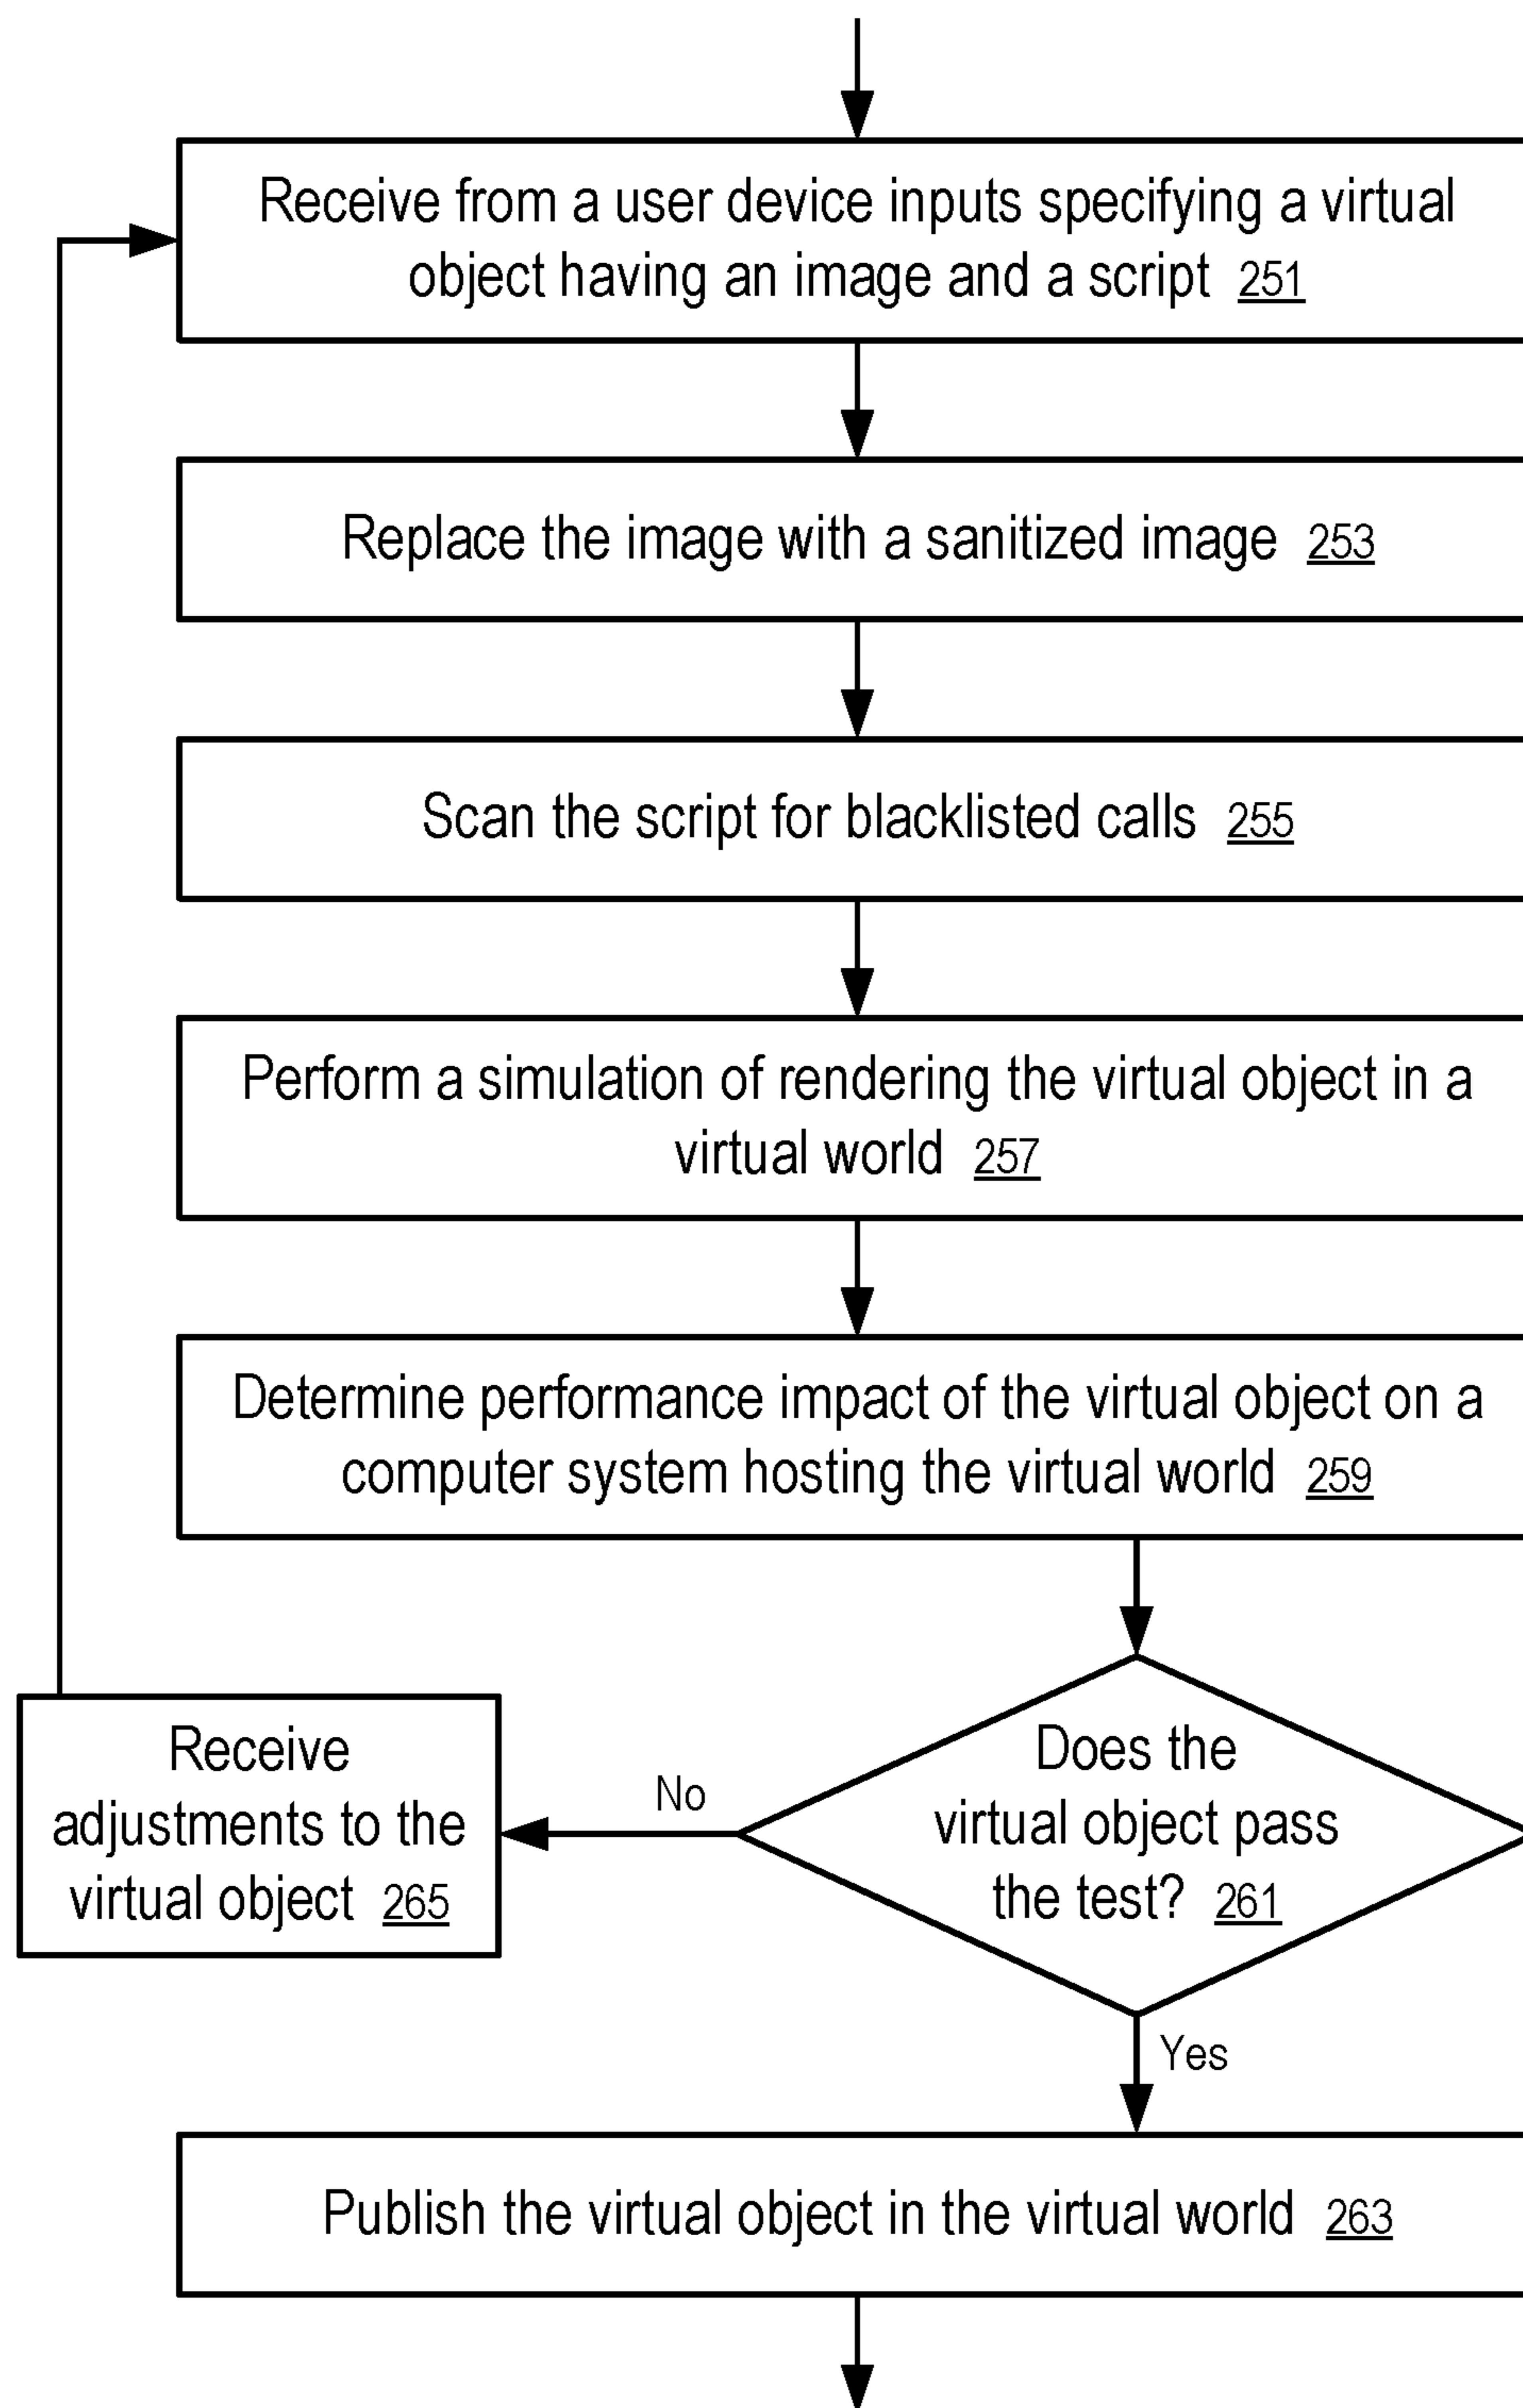 Receive from a user device inputs specifying a virtual
object having an image and a script 251
Replace the image with a sanitized image 253
Scan the script for blacklisted calls 255
Perform a simulation of rendering the virtual object in a
virtual world 257
Determine performance impact of the virtual object on a
computer system hosting the virtual world 259
Does the
virtual object pass
the test? 261
No
Receive
adjustments to the
virtual object 265
Yes
Publish the virtual object in the virtual world 263